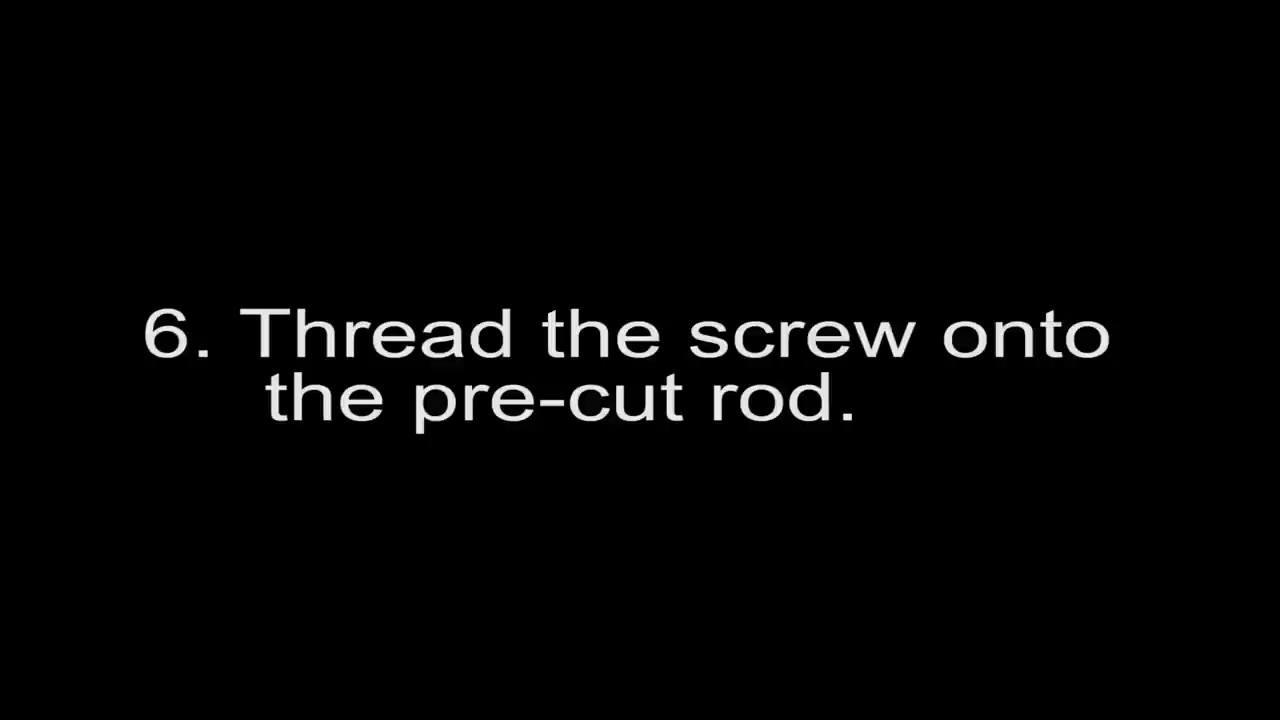 6. Thread the screw onto
the pre-cut rod.